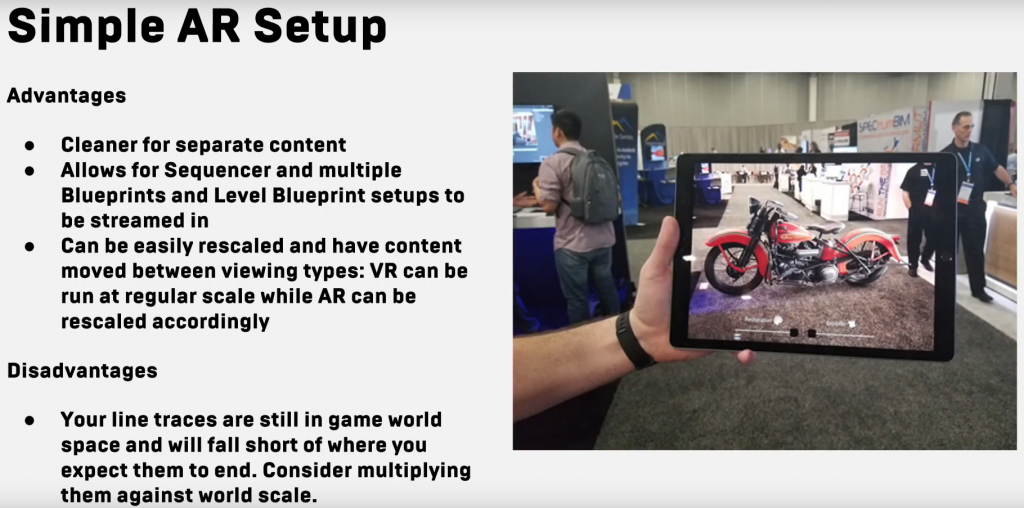 Simple AR Setup
Advantages
● Cleaner for separate content
● Allows for Sequencer and multiple
Blueprints and Level Blueprint setups to
be streamed in
● Can be easily rescaled and have content
moved between viewing types: VR can be
run at regular scale while AR can be
rescaled accordingly
Disadvantages
● Your line traces are still in game world
space and will fall short of where you
expect them to end. Consider multiplying
them against world scale.
SPECtrumBIM